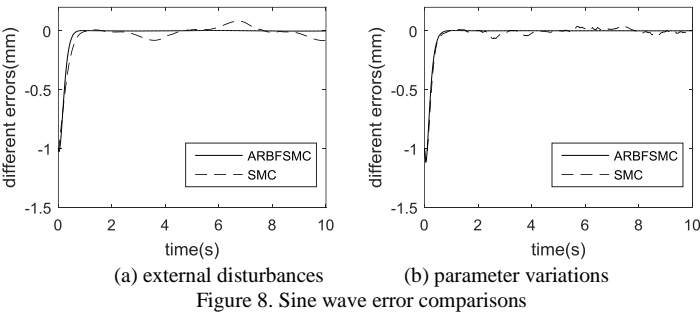 different errors(mm)
0
-0.5
-1
-1.5
0
2
4
6
8
10
time(s)
ARBFSMC
SMC
(a) external disturbances
different errors(mm)
0
-0.5
-1
-1.5
0
2
4
6
8
10
time(s)
ARBFSMC
SMC
(b) parameter variations
Figure 8. Sine wave error comparisons